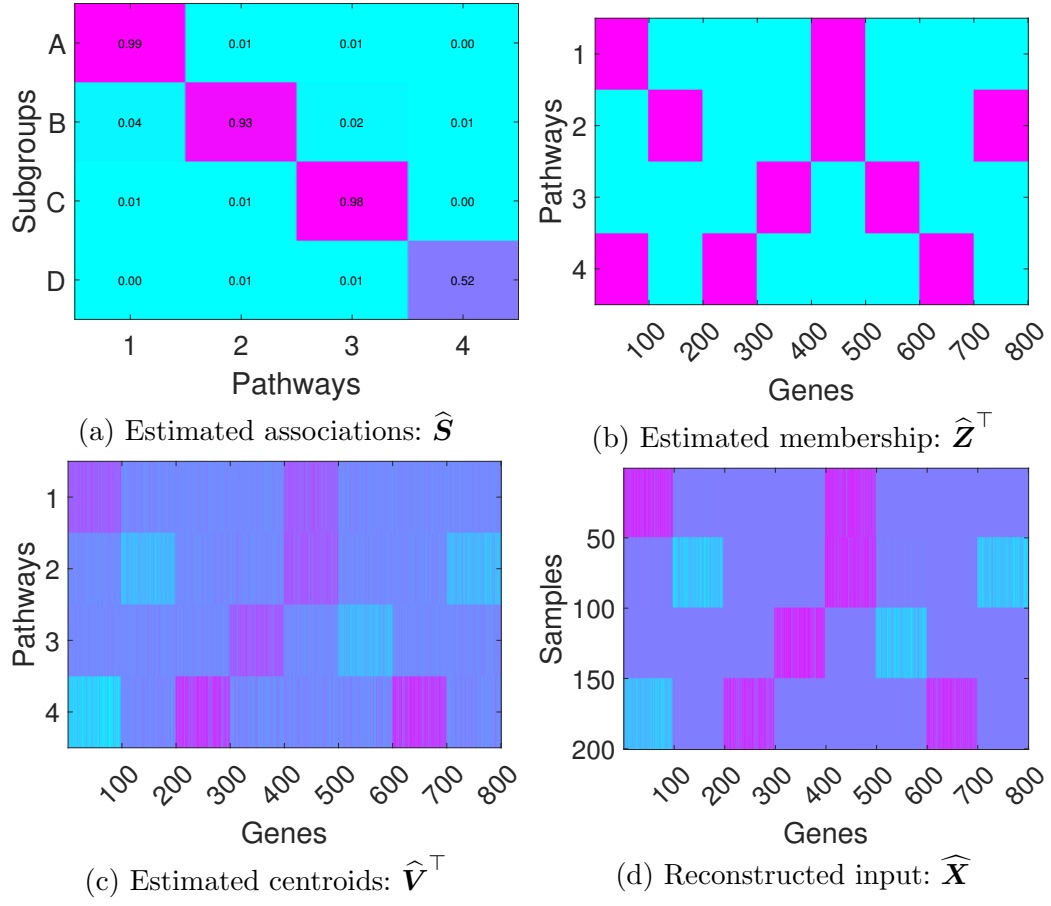 A 0.99 0.01 0.01 0.00
B 0.04 0.93 0.02 0.01
C 0.01 0.01 0.98 0.00
D 0.00 0.01 0.01 0.52
Subgroups
1 2 3 4
Pathways
(a) Estimated associations: Ŝ
1
2
3
4
Pathways
100 200 300 400 500 600 700 800
Genes
(b) Estimated membership: Ẑ⊤
1
2
3
4
Pathways
100 200 300 400 500 600 700 800
Genes
(c) Estimated centroids: V̂⊤
50
100
150
200
Samples
100 200 300 400 500 600 700 800
Genes
(d) Reconstructed input: X̂